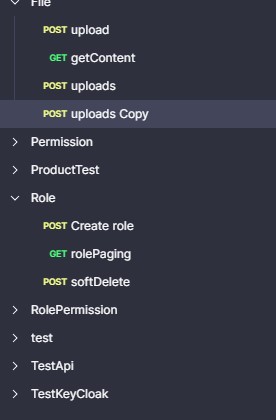 File
POST upload
GET getContent
POST uploads
POST uploads Copy
Permission
ProductTest
Role
POST Create role
GET rolePaging
POST softDelete
RolePermission
test
TestApi
TestKeyCloak